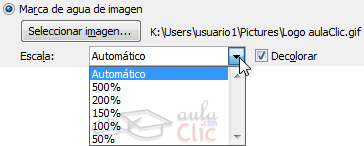 Marca de agua de imagen
Seleccionar imagen... K:\Users\usuario1\Pictures\Logo aulaClic.gif
Escala: Automático Decolorar
Automático
500%
200%
150%
100%
50%
aula
.com
Clic